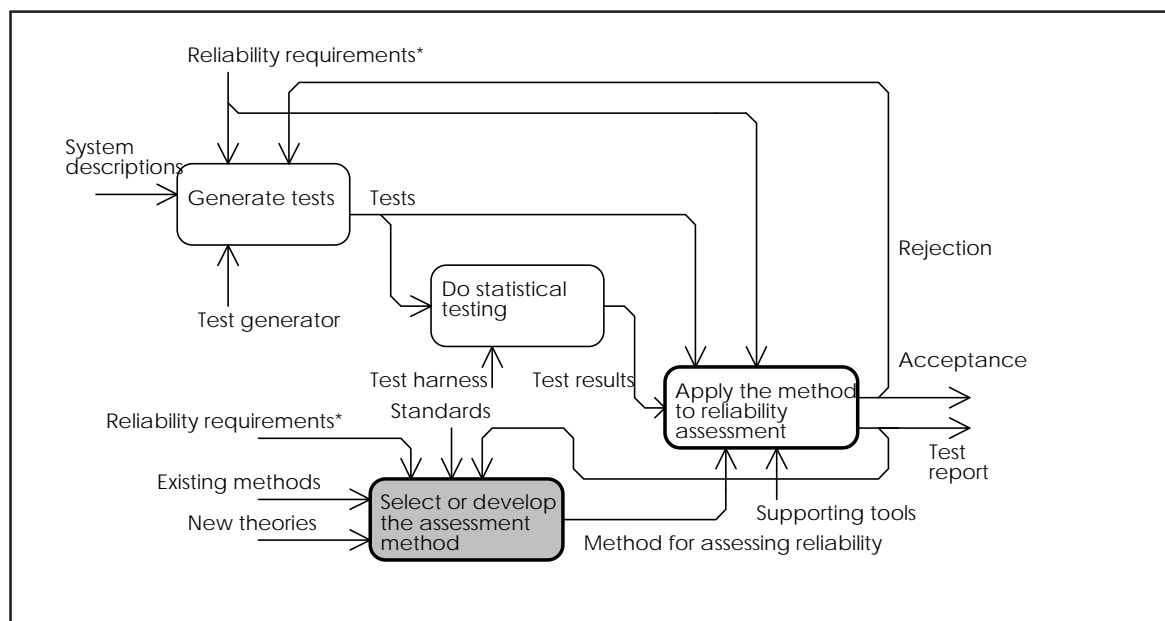 Reliability requirements*
System
descriptions
Generate tests
Tests
Rejection
Do statistical
testing
Test generator
Acceptance
Test harness
Test results
Apply the method
to reliability
assessment
Standards
Reliability requirements*
Test
report
Existing methods
Select or develop
the assessment
method
New theories
Supporting tools
Method for assessing reliability